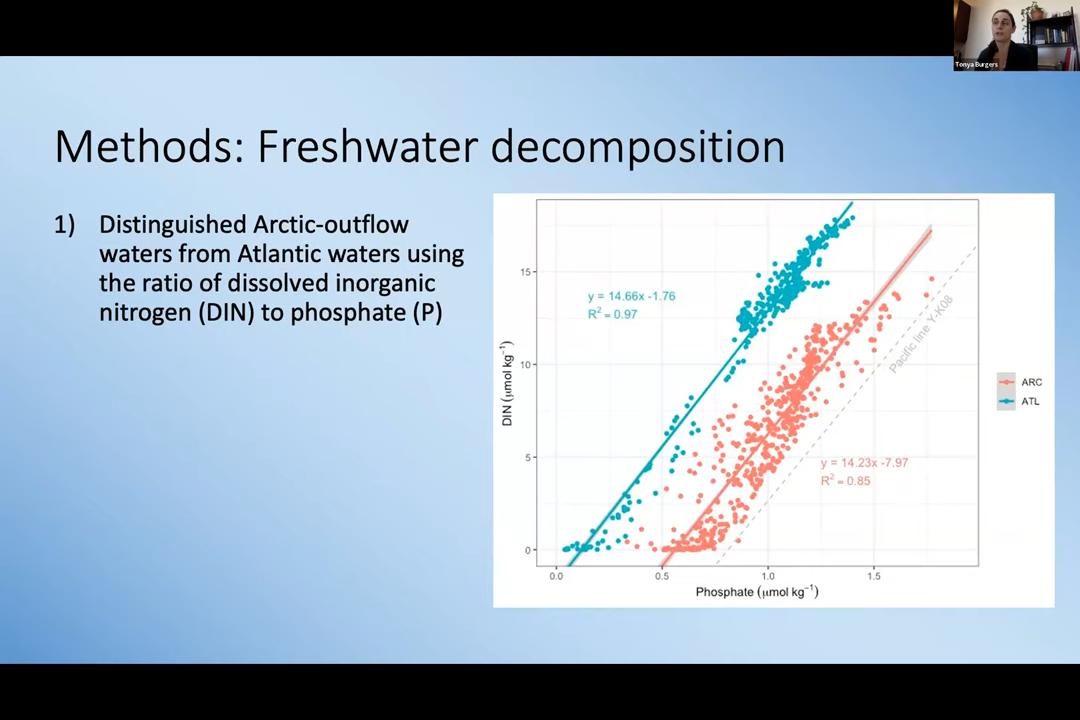 Tonya Burgers
Methods: Freshwater decomposition
1) Distinguished Arctic-outflow
waters from Atlantic waters using
the ratio of dissolved inorganic
nitrogen (DIN) to phosphate (P)
y = 14.66x -1.76
R² = 0.97
Pacific line Y-K08
y = 14.23x -7.97
R² = 0.85
ARC
ATL
DIN (μmol kg⁻¹)
15
10
5
0
0.0 0.5 1.0 1.5
Phosphate (μmol kg⁻¹)